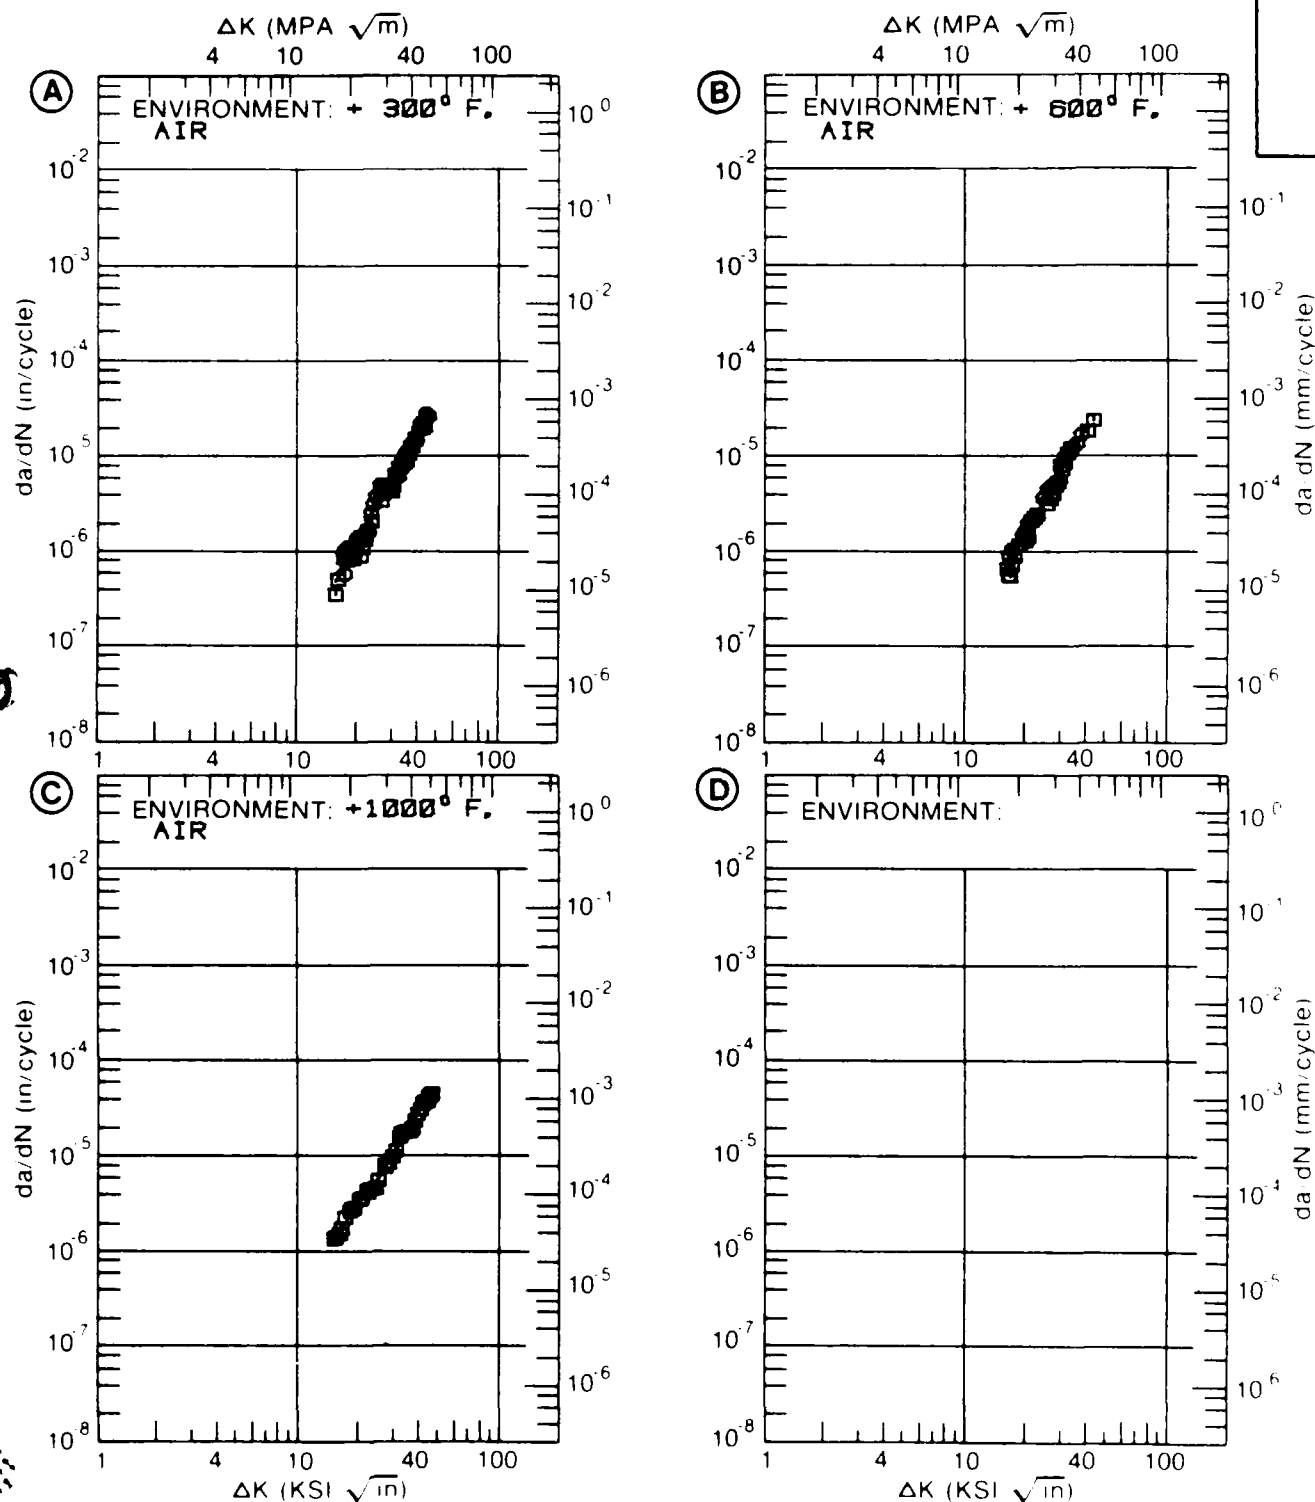 ΔK (MPA √m) ΔK (MPA √m)
4 10 40 100 4 10 40 100
A B
ENVIRONMENT: + 300° F. ENVIRONMENT: + 600° F.
AIR AIR
10⁰
10⁻² 10⁻²
10⁻¹ 10⁻¹
10⁻³ 10⁻³
10⁻² 10⁻²
10⁻⁴ 10⁻⁴
10⁻³ 10⁻³
10⁻⁵ 10⁻⁵
10⁻⁴ 10⁻⁴
10⁻⁶ 10⁻⁶
10⁻⁵ 10⁻⁵
10⁻⁷ 10⁻⁷
10⁻⁶ 10⁻⁶
10⁻⁸ 10⁻⁸
da/dN (in/cycle) da dN (mm/cycle)
1 4 10 40 100 1 4 10 40 100
C D
ENVIRONMENT: +1000° F. ENVIRONMENT:
AIR
10⁰ 10⁰
10⁻² 10⁻²
10⁻¹ 10⁻¹
10⁻³ 10⁻³
10⁻² 10⁻²
10⁻⁴ 10⁻⁴
10⁻³ 10⁻³
10⁻⁵ 10⁻⁵
10⁻⁴ 10⁻⁴
10⁻⁶ 10⁻⁶
10⁻⁵ 10⁻⁵
10⁻⁷ 10⁻⁷
10⁻⁶ 10⁻⁶
10⁻⁸ 10⁻⁸
da/dN (in/cycle) da dN (mm/cycle)
1 4 10 40 100 1 4 10 40 100
ΔK (KSI √in) ΔK (KSI √in)